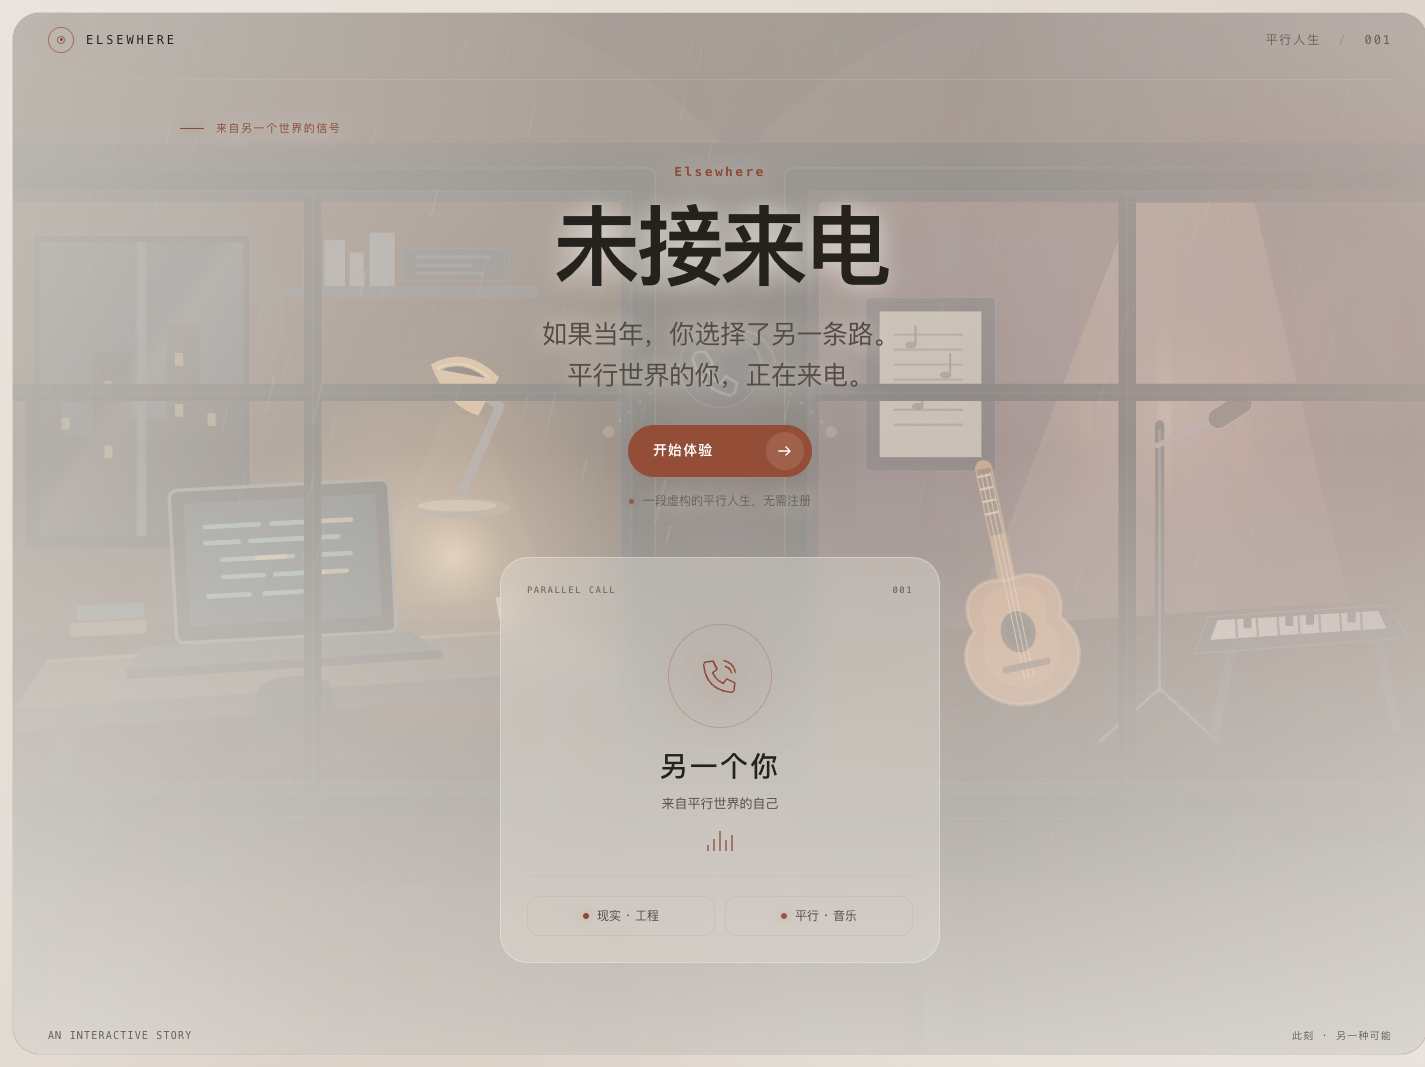 ELSEWHERE
平行人生 / 001
来自另一个世界的信号
Elsewhere
未接来电
如果当年，你选择了另一条路。
平行世界的你，正在来电。
开始体验
一段虚构的平行人生，无需注册
PARALLEL CALL
001
另一个你
来自平行世界的自己
现实 · 工程
平行 · 音乐
AN INTERACTIVE STORY
此刻 · 另一种可能